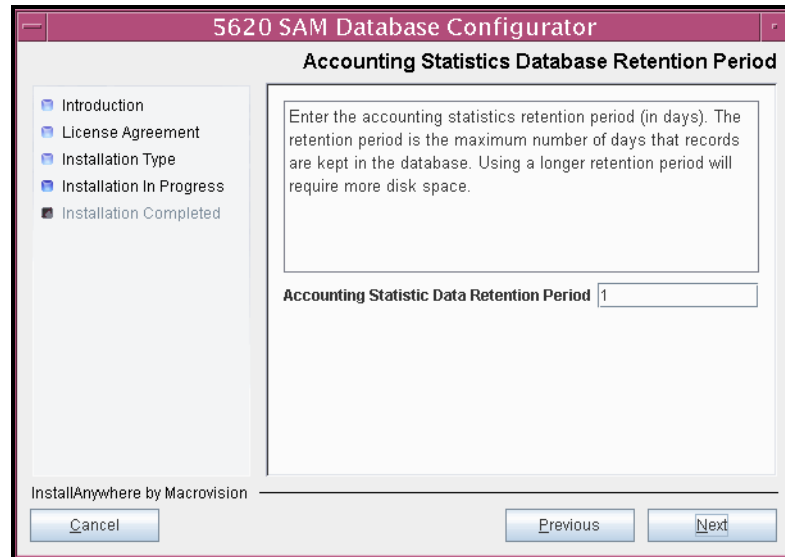 5620 SAM Database Configurator
Accounting Statistics Database Retention Period
Introduction
License Agreement
Installation Type
Installation In Progress
Installation Completed
Enter the accounting statistics retention period (in days). The
retention period is the maximum number of days that records
are kept in the database. Using a longer retention period will
require more disk space.
Accounting Statistic Data Retention Period 1
InstallAnywhere by Macrovision
Cancel Previous Next